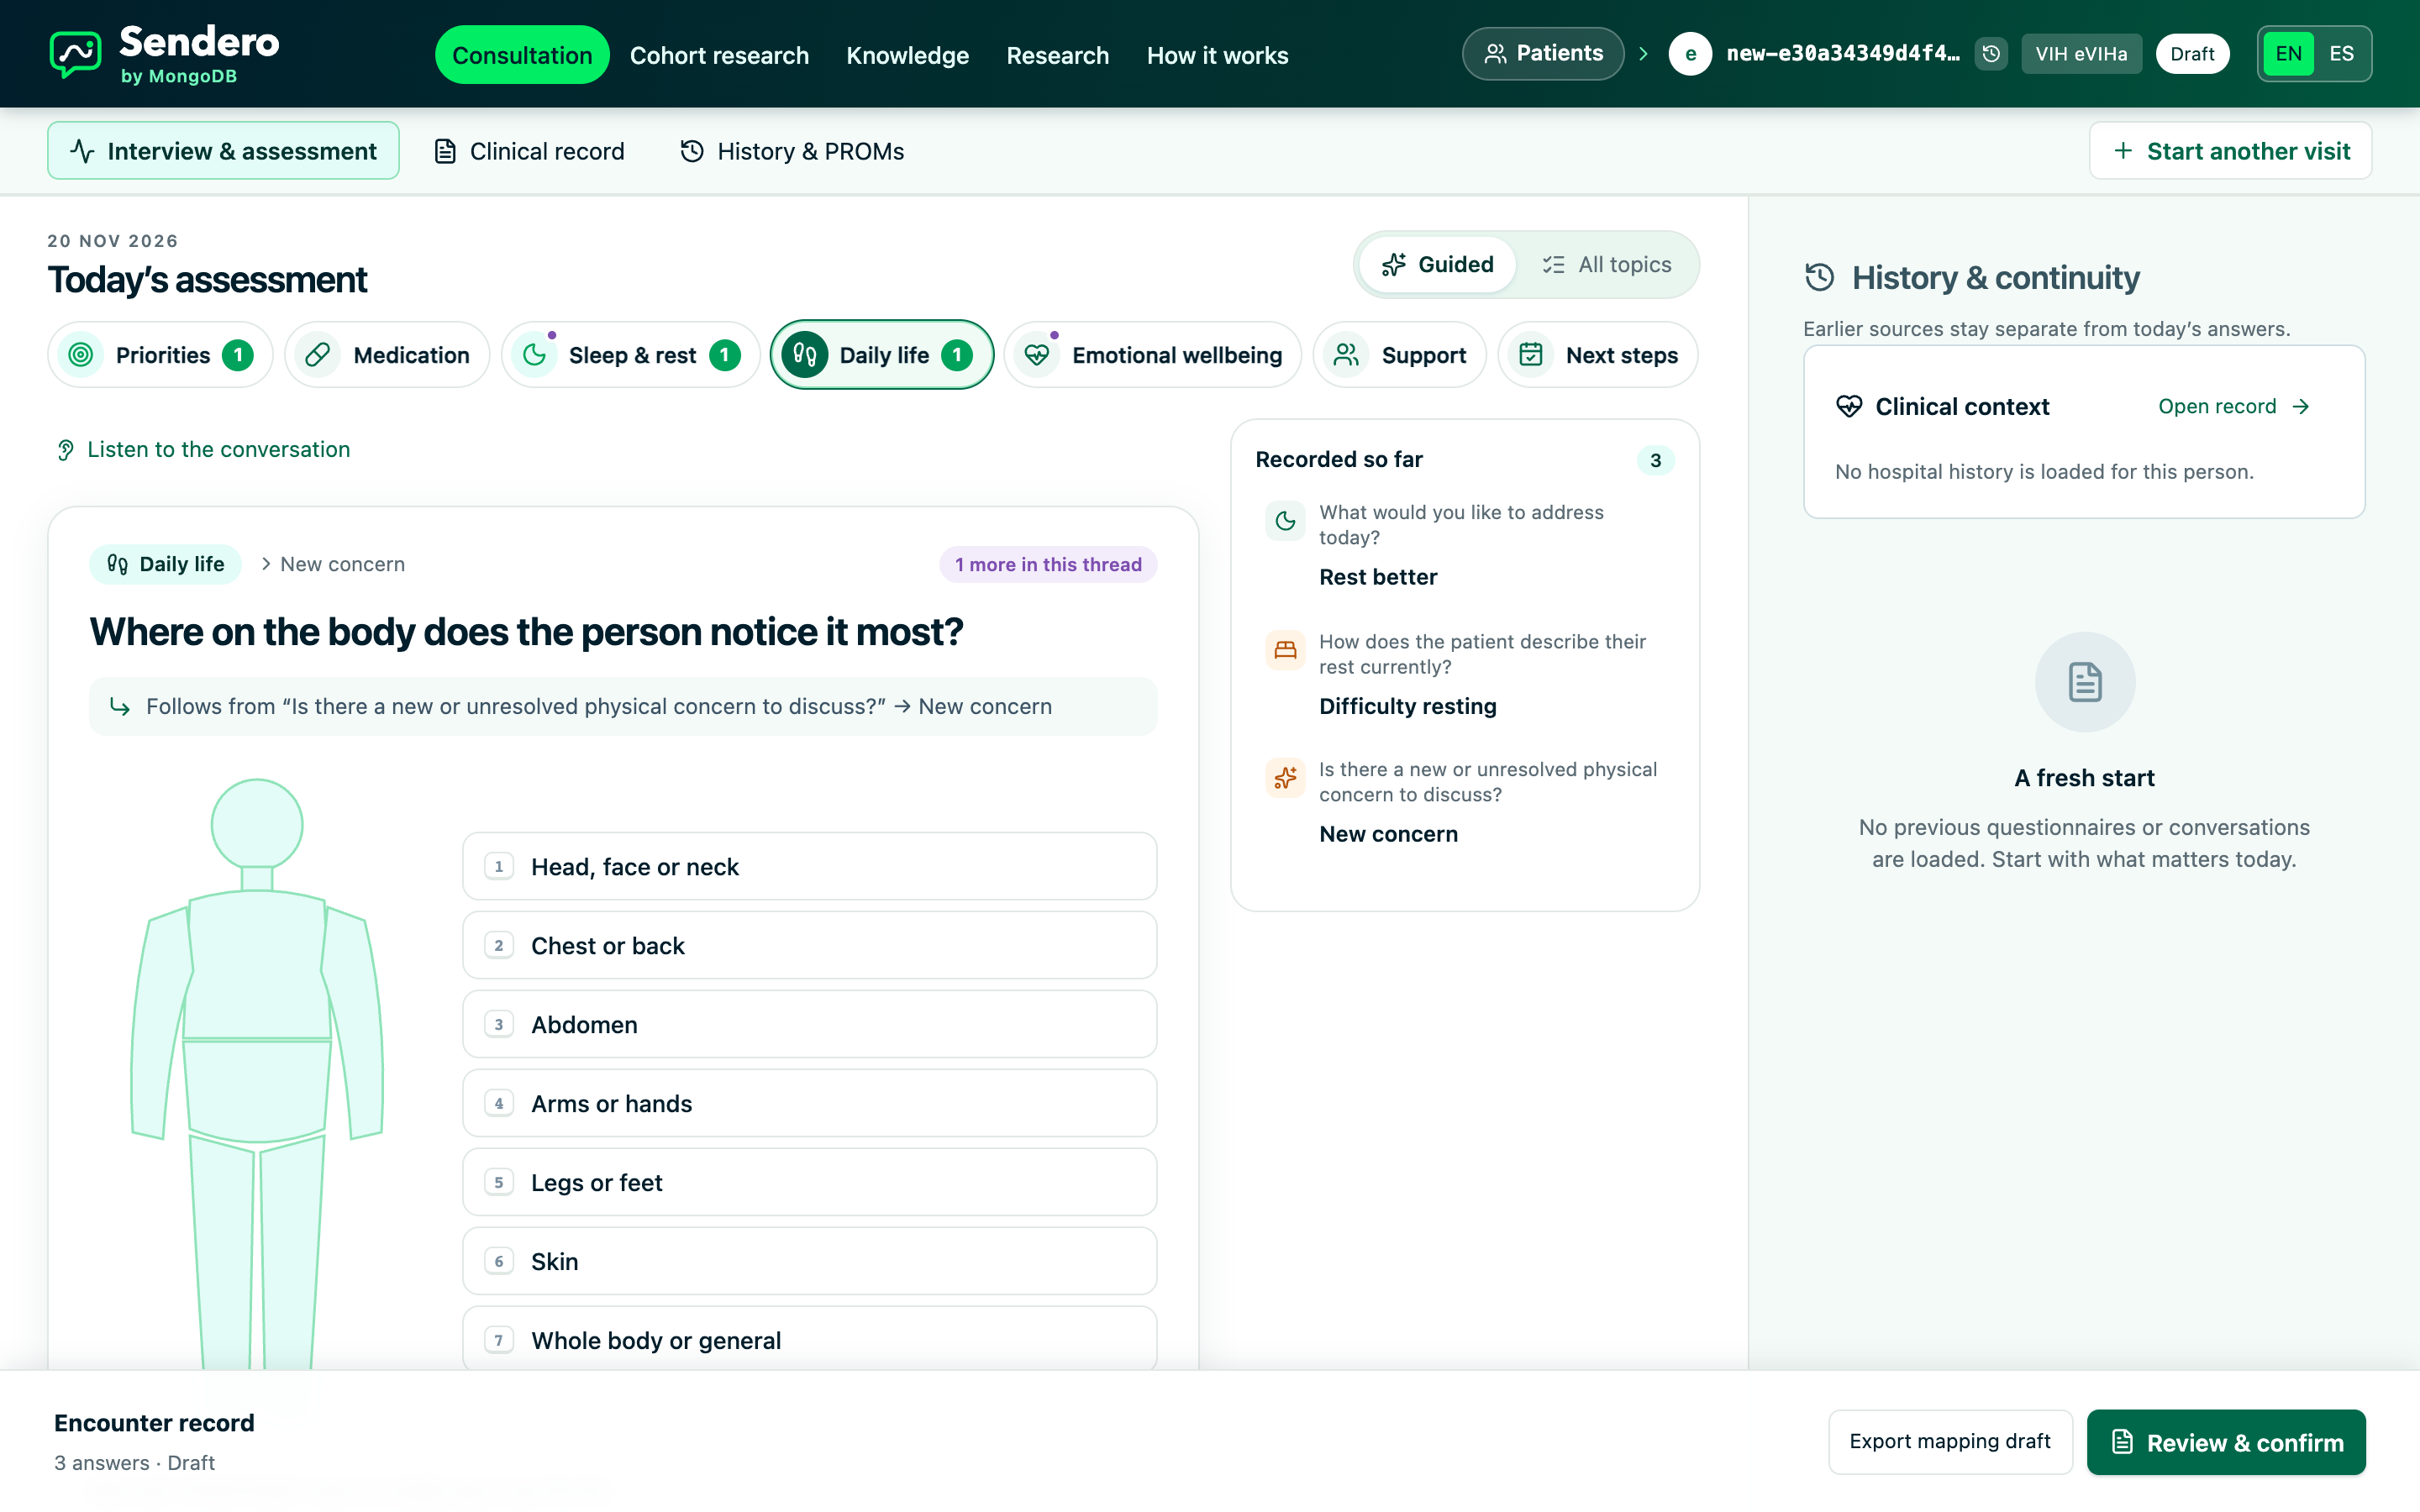 Sendero
by MongoDB
Consultation
Cohort research
Knowledge
Research
How it works
Patients
e
new-e30a34349d4f4…
VIH eVIHa
Draft
EN
ES
Interview & assessment
Clinical record
History & PROMs
Start another visit
20 NOV 2026
Today’s assessment
Guided
All topics
Priorities 1
Medication
Sleep & rest 1
Daily life 1
Emotional wellbeing
Support
Next steps
Listen to the conversation
Daily life
New concern
1 more in this thread
Where on the body does the person notice it most?
Follows from “Is there a new or unresolved physical concern to discuss?” → New concern
1 Head, face or neck
2 Chest or back
3 Abdomen
4 Arms or hands
5 Legs or feet
6 Skin
7 Whole body or general
Recorded so far 3
What would you like to address
today?
Rest better
How does the patient describe their
rest currently?
Difficulty resting
Is there a new or unresolved physical
concern to discuss?
New concern
History & continuity
Earlier sources stay separate from today’s answers.
Clinical context
Open record
No hospital history is loaded for this person.
A fresh start
No previous questionnaires or conversations
are loaded. Start with what matters today.
Encounter record
3 answers · Draft
Export mapping draft
Review & confirm